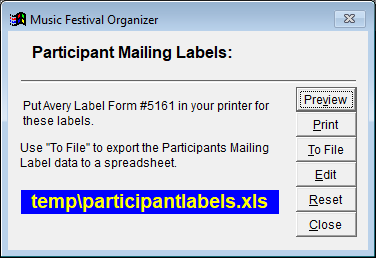 Music Festival Organizer
Participant Mailing Labels:
Put Avery Label Form #5161 in your printer for
these labels.
Use "To File" to export the Participants Mailing
Label data to a spreadsheet.
temp\participantlabels.xls
Preview
Print
To File
Edit
Reset
Close